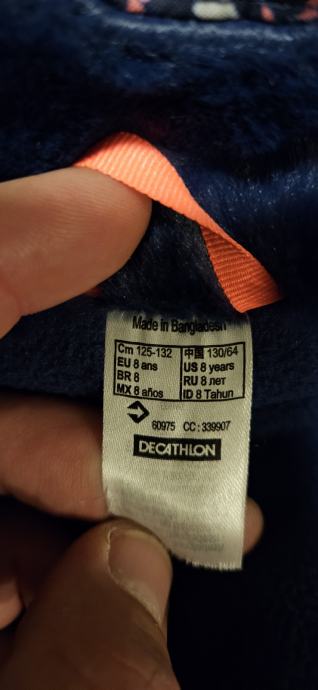 Made in Bangladesh
Cm 125-132 中国 130/64
EU 8 ans US 8 years
BR 8 RU 8 лет
MX 8 años ID 8 Tahun
60975 CC : 339907
DECATHLON